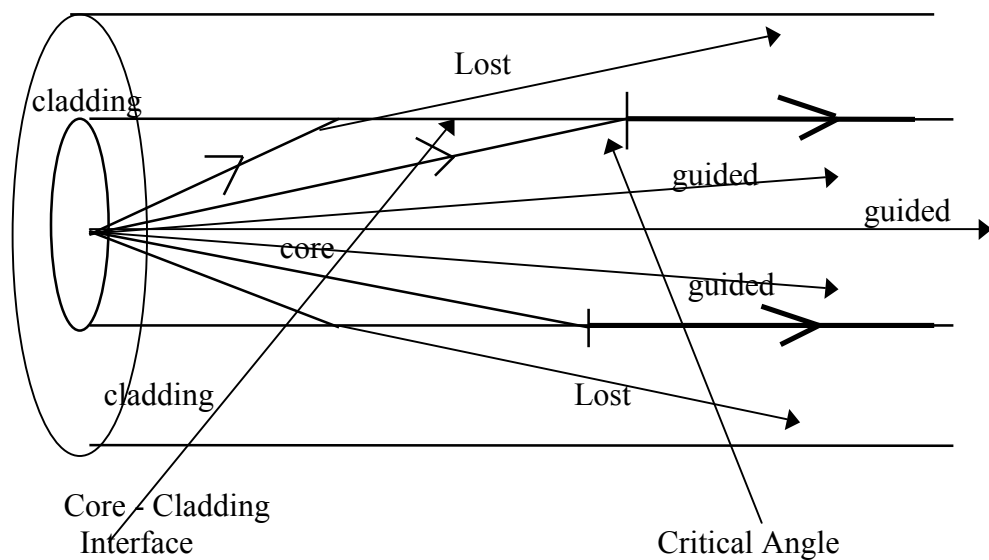 Lost
cladding
guided
guided
core
guided
cladding
Lost
Core - Cladding
Interface
Critical Angle